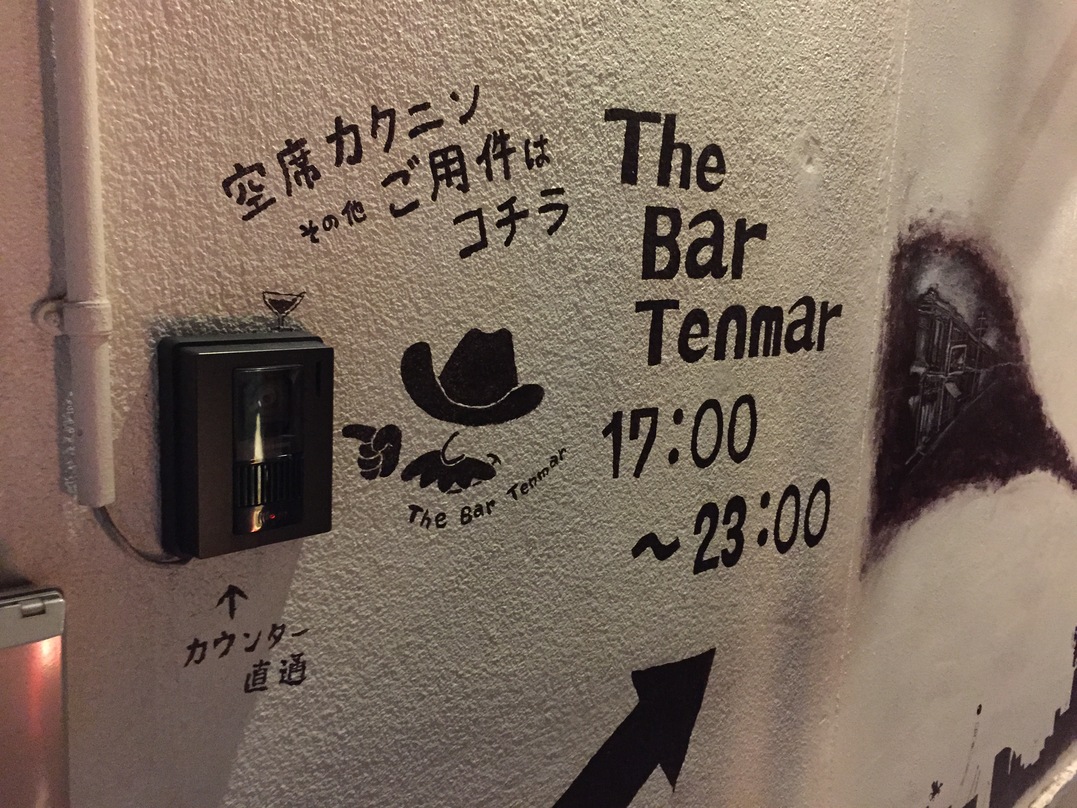 空席カクニン
その他 ご用件は
コチラ
The
Bar
Tenmar
17:00
~23:00
The Bar Tenmar
↑
カウンター
直通